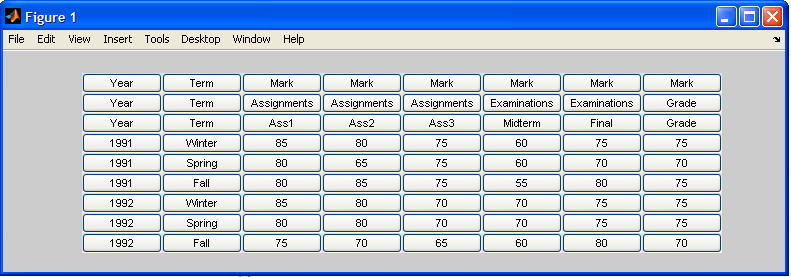 Figure 1
File Edit View Insert Tools Desktop Window Help
Year Term Mark Mark Mark Mark Mark Mark
Year Term Assignments Assignments Assignments Examinations Examinations Grade
Year Term Ass1 Ass2 Ass3 Midterm Final Grade
1991 Winter 85 80 75 60 75 75
1991 Spring 80 65 75 60 70 70
1991 Fall 80 85 75 55 80 75
1992 Winter 85 80 70 70 75 75
1992 Spring 80 80 70 70 75 75
1992 Fall 75 70 65 60 80 70